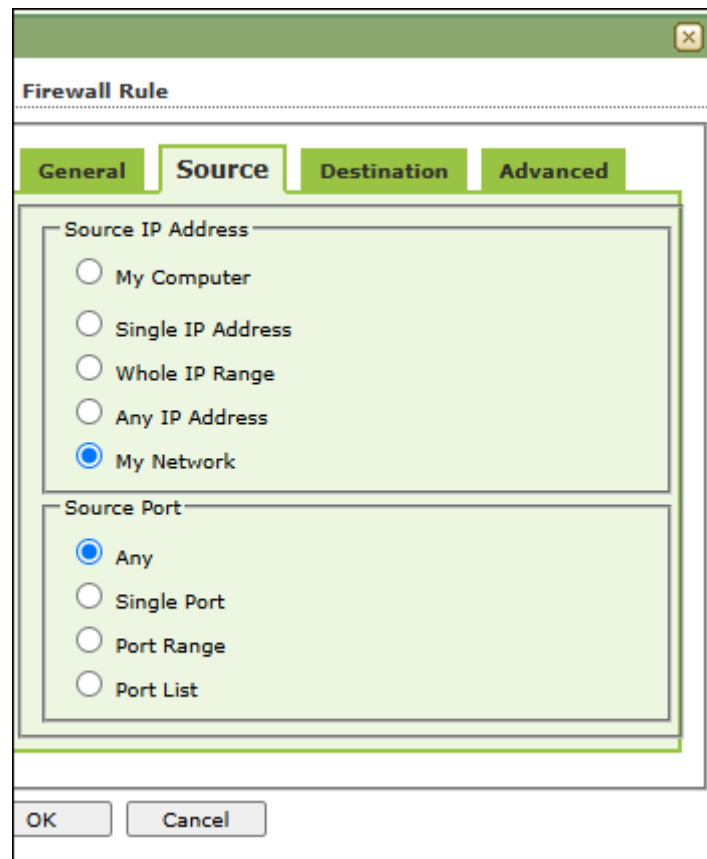 Firewall Rule
General Source Destination Advanced
Source IP Address
My Computer
Single IP Address
Whole IP Range
Any IP Address
My Network
Source Port
Any
Single Port
Port Range
Port List
OK Cancel